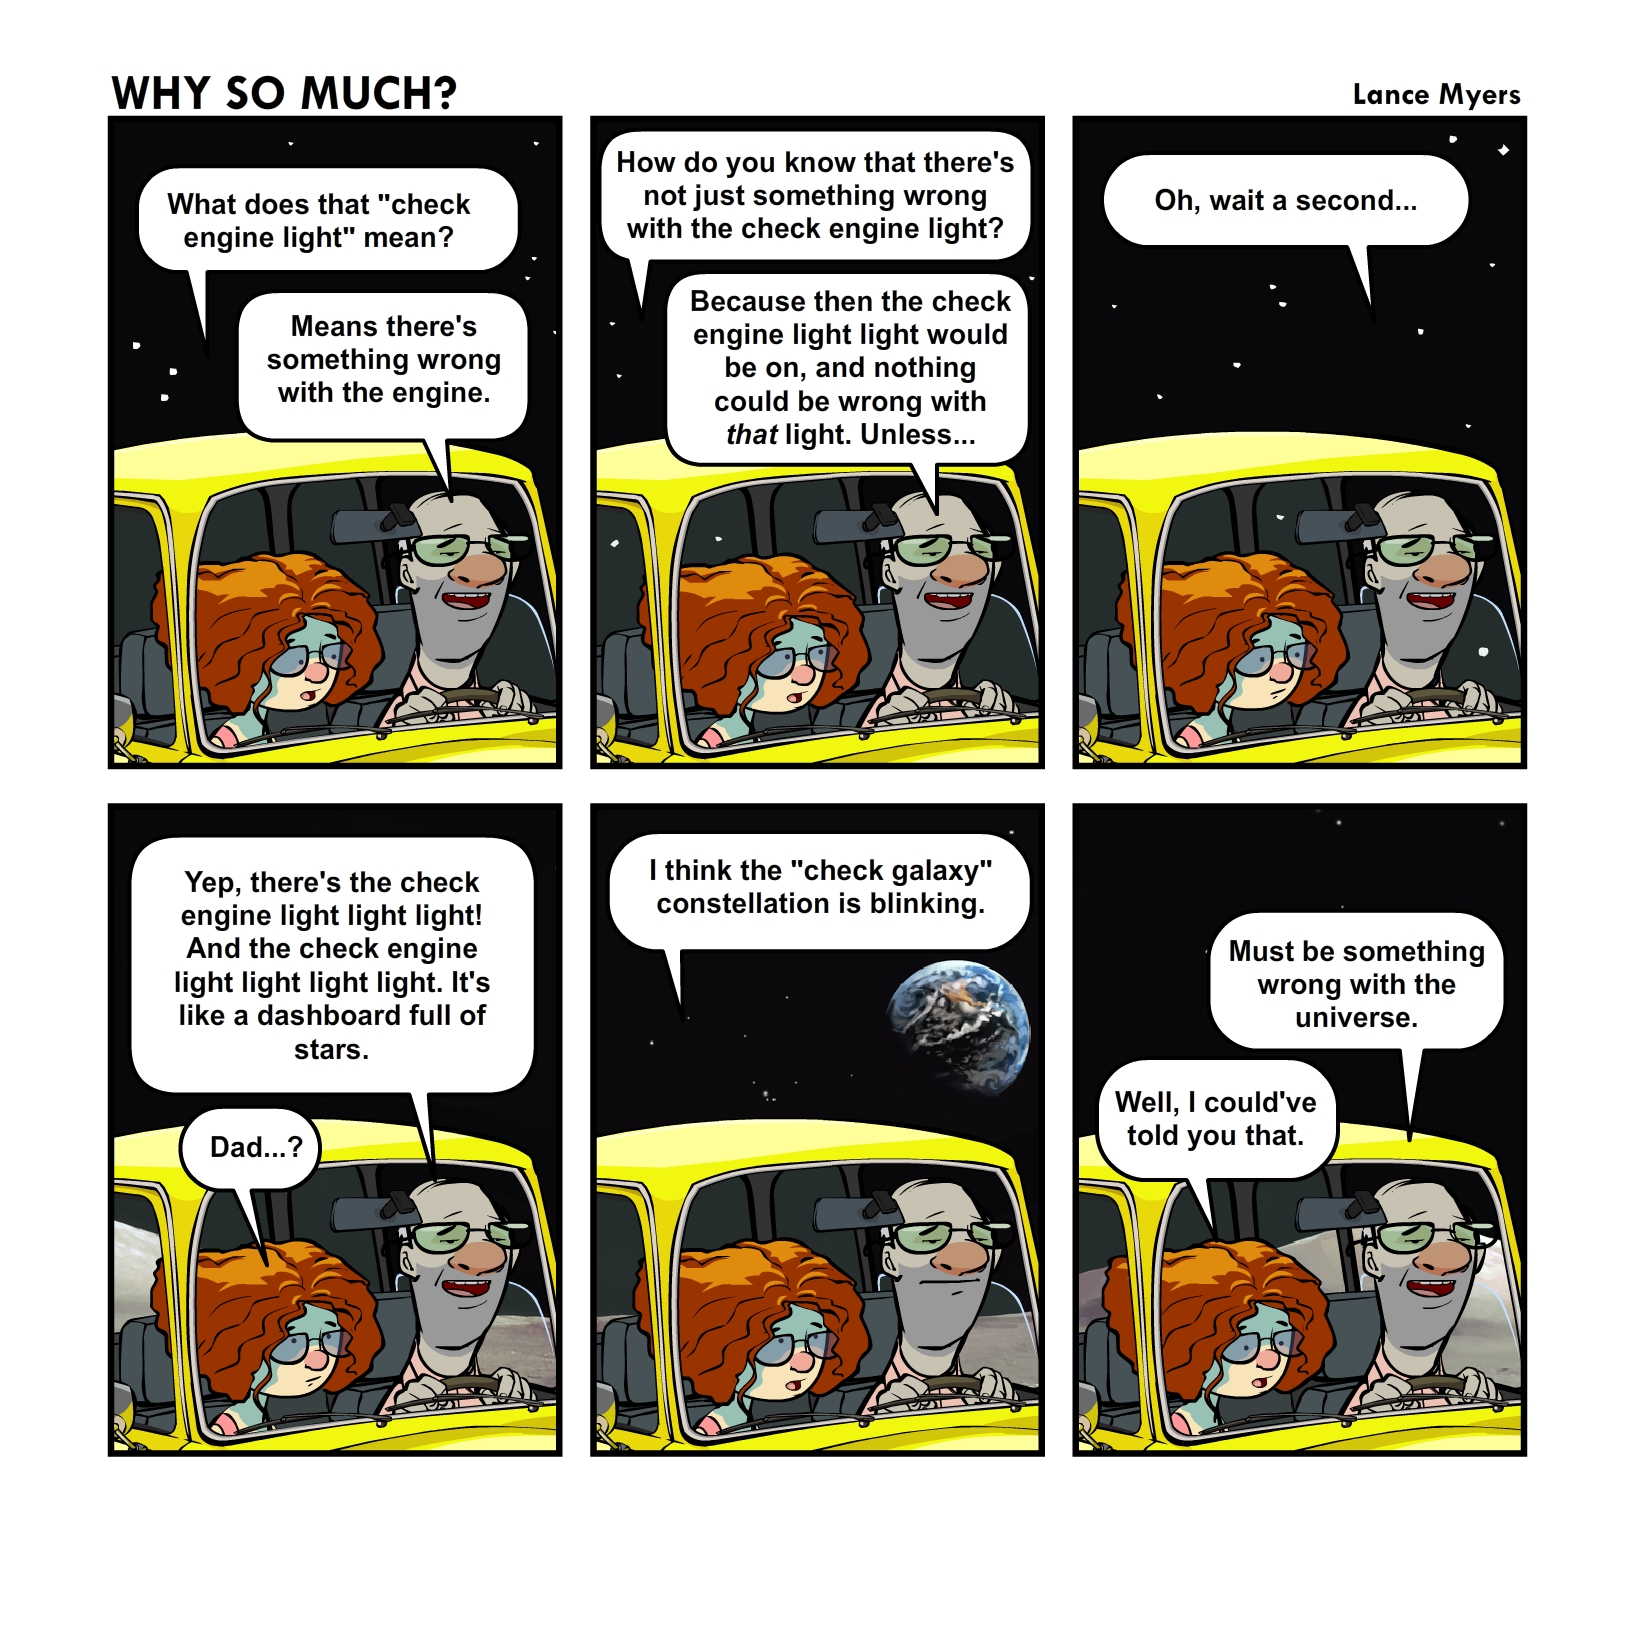 WHY SO MUCH?
Lance Myers
What does that "check
engine light" mean?
Means there's
something wrong
with the engine.
How do you know that there's
not just something wrong
with the check engine light?
Because then the check
engine light light would
be on, and nothing
could be wrong with
that light. Unless...
Oh, wait a second...
Yep, there's the check
engine light light light!
And the check engine
light light light light. It's
like a dashboard full of
stars.
Dad...?
I think the "check galaxy"
constellation is blinking.
Must be something
wrong with the
universe.
Well, I could've
told you that.